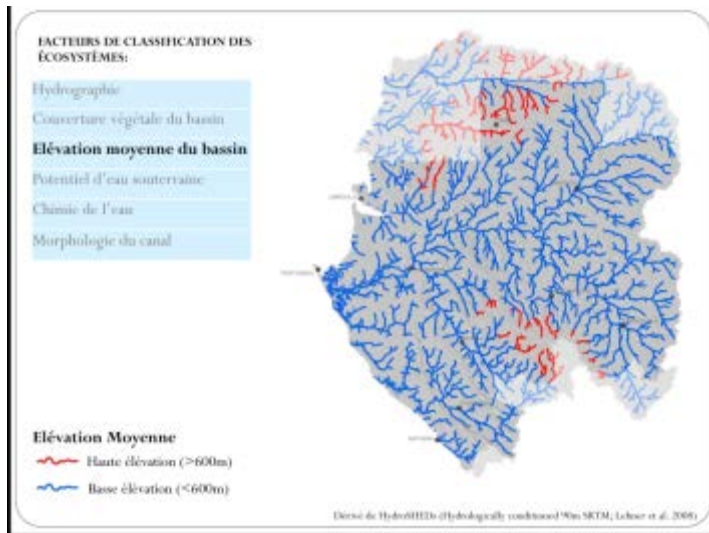 FACTEURS DE CLASSIFICATION DES
ÉCOSYSTÈMES:
Hydrographie
Couverture végétale du bassin
Elévation moyenne du bassin
Potentiel d'eau souterraine
Chimie de l'eau
Morphologie du canal
Elévation Moyenne
Haute élévation (>600m)
Basse élévation (<600m)
Dérivé de HydroSHEDs (Hydrologically conditioned 90m SRTM; Lehner et al. 2008)